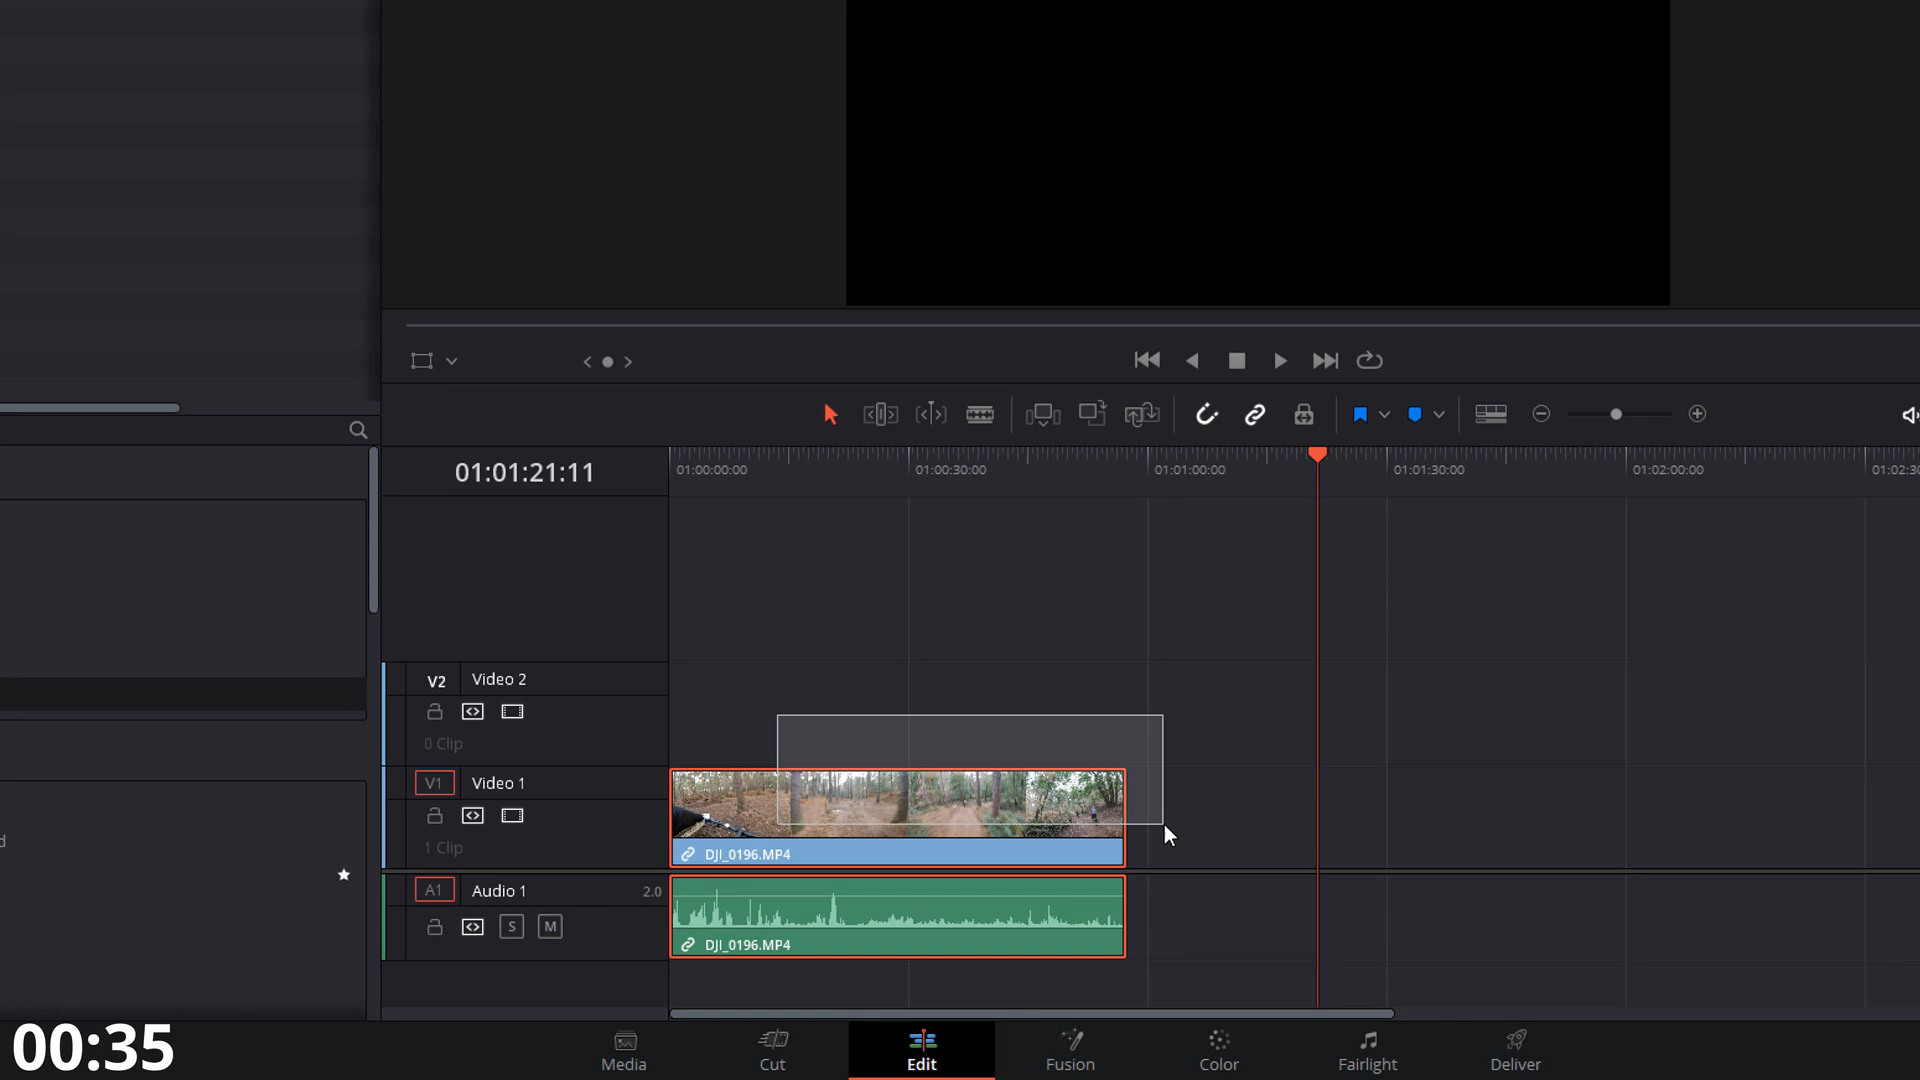 01:01:21:11
01:00:00:00
01:00:30:00
01:01:00:00
01:01:30:00
01:02:00:00
01:02:30
V2
Video 2
0 Clip
V1
Video 1
1 Clip
DJI_0196.MP4
A1
Audio 1
2.0
S
M
DJI_0196.MP4
d
00:35
Media
Cut
Edit
Fusion
Color
Fairlight
Deliver